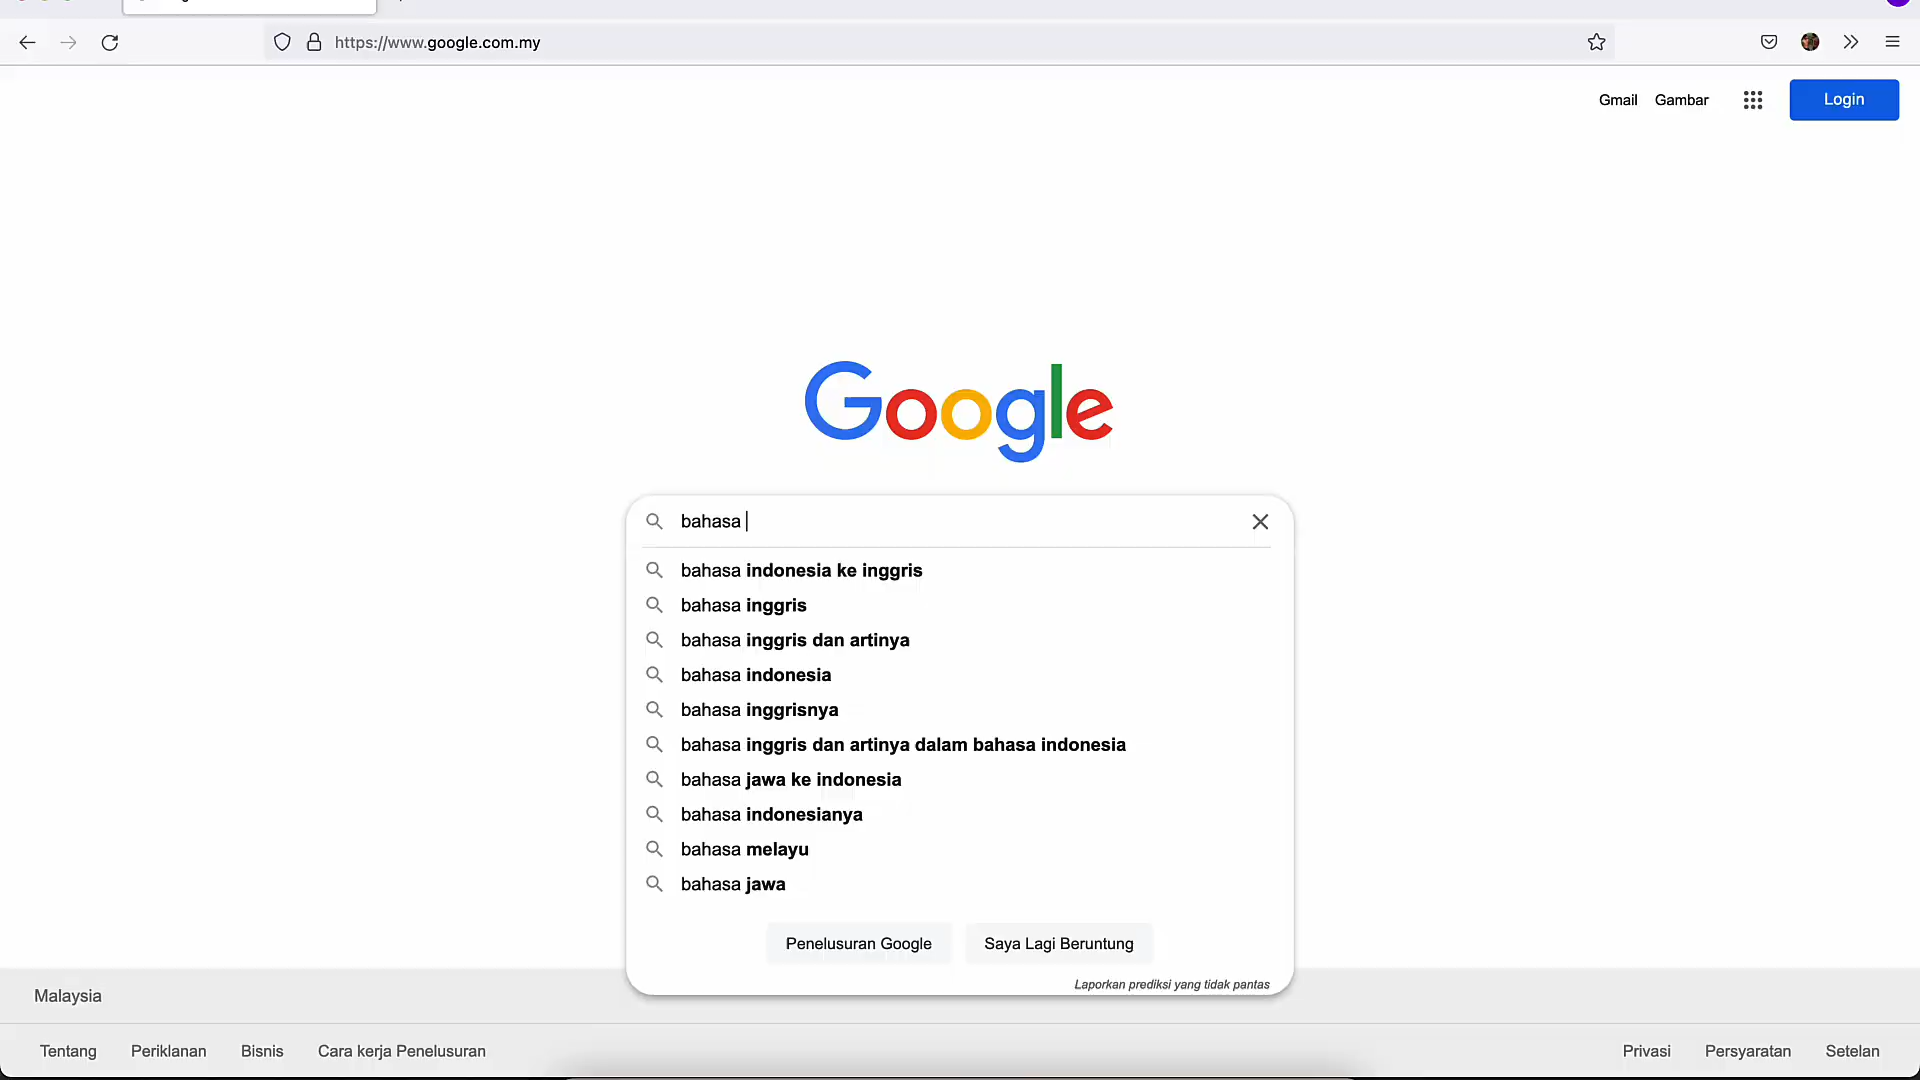 https://www.google.com.my
Gmail Gambar Login
Google
bahasa
bahasa indonesia ke inggris
bahasa inggris
bahasa inggris dan artinya
bahasa indonesia
bahasa inggrisnya
bahasa inggris dan artinya dalam bahasa indonesia
bahasa jawa ke indonesia
bahasa indonesianya
bahasa melayu
bahasa jawa
Penelusuran Google Saya Lagi Beruntung
Laporkan prediksi yang tidak pantas
Malaysia
Tentang Periklanan Bisnis Cara kerja Penelusuran Privasi Persyaratan Setelan